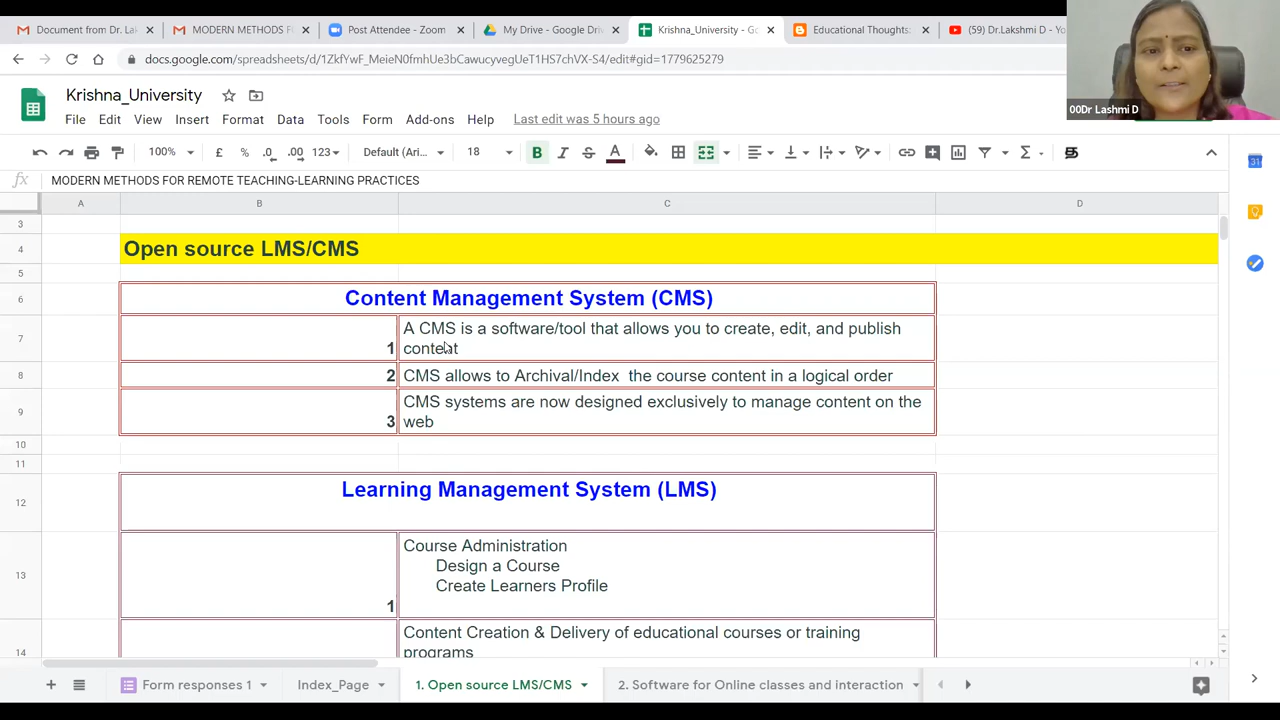 Document from Dr. Lak
MODERN METHODS F
Post Attendee - Zoom
My Drive - Google Driv
Krishna_University - Go
Educational Thoughts:
(59) Dr.Lakshmi D - Yo
docs.google.com/spreadsheets/d/1ZkfYwF_MeieN0fmhUe3bCawucyvegUeT1HS7chVX-S4/edit#gid=1779625279
00Dr Lashmi D
Krishna_University
File Edit View Insert Format Data Tools Form Add-ons Help Last edit was 5 hours ago
100% £ % .0 .00 123 Default (Ari... 18 B I S A
fx MODERN METHODS FOR REMOTE TEACHING-LEARNING PRACTICES
A B C D
3
4 Open source LMS/CMS
5
6 Content Management System (CMS)
7 1 A CMS is a software/tool that allows you to create, edit, and publish
content
8 2 CMS allows to Archival/Index the course content in a logical order
9 3 CMS systems are now designed exclusively to manage content on the
web
10
11
12 Learning Management System (LMS)
13 1 Course Administration
Design a Course
Create Learners Profile
14 Content Creation & Delivery of educational courses or training
programs
Form responses 1 Index_Page 1. Open source LMS/CMS 2. Software for Online classes and interaction
31